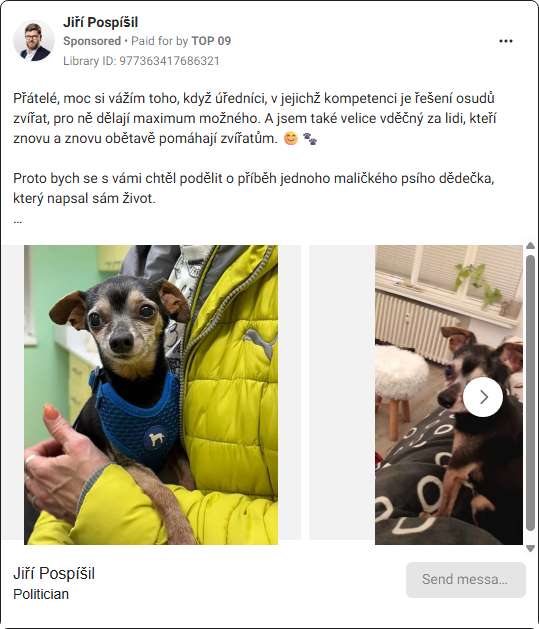 Jiří Pospíšil
Sponsored • Paid for by TOP 09
Library ID: 977363417686321
Přátelé, moc si vážím toho, když úředníci, v jejichž kompetenci je řešení osudů
zvířat, pro ně dělají maximum možného. A jsem také velice vděčný za lidi, kteří
znovu a znovu obětavě pomáhají zvířatům. 😊 🐾
Proto bych se s vámi chtěl podělit o příběh jednoho maličkého psího dědečka,
který napsal sám život.
...
Jiří Pospíšil
Politician
Send messa...